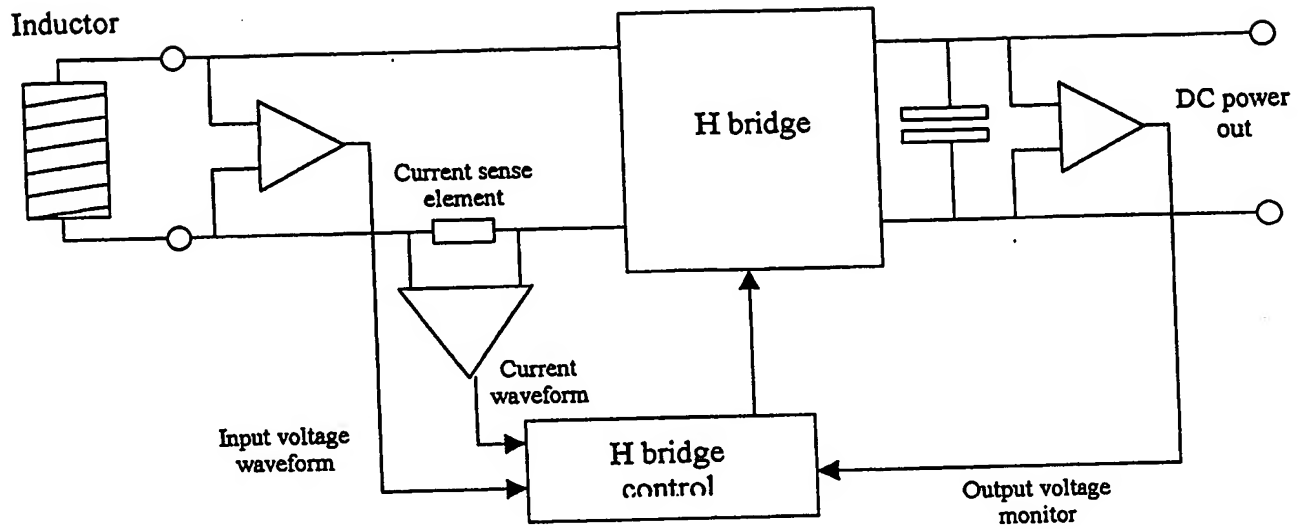 Inductor
H bridge
DC power
out
Current sense
element
Current
waveform
Input voltage
waveform
H bridge
control
Output voltage
monitor